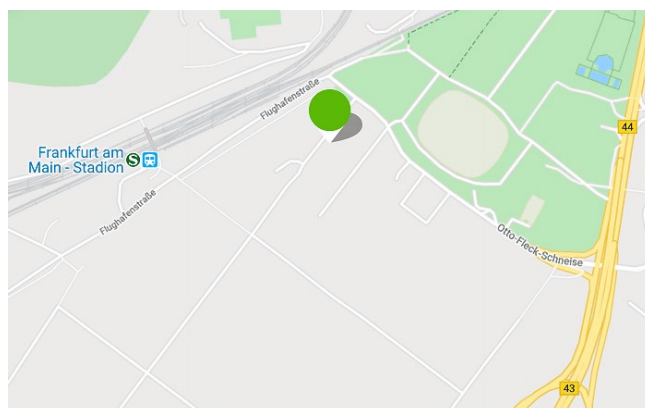 Flughafenstraße
44
Frankfurt am
Main - Stadion
S
Flughafenstraße
Otto-Fleck-Schneise
43